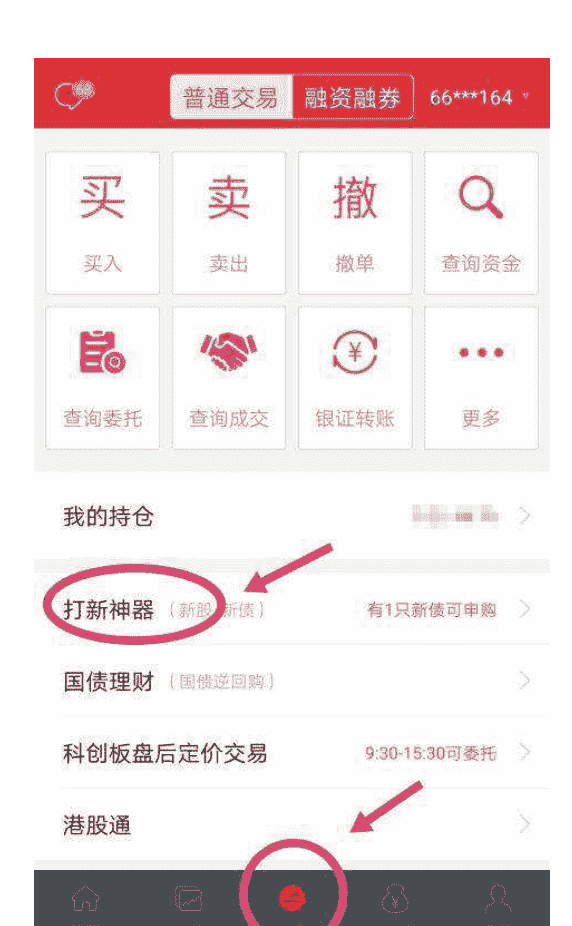 普通交易 融资融券 66***164
买 卖 撤
买入 卖出 撤单 查询资金
¥
查询委托 查询成交 银证转账 更多
我的持仓
打新神器（新股 新债） 有1只新债可申购
国债理财（国债逆回购）
科创板盘后定价交易 9:30-15:30可委托
港股通